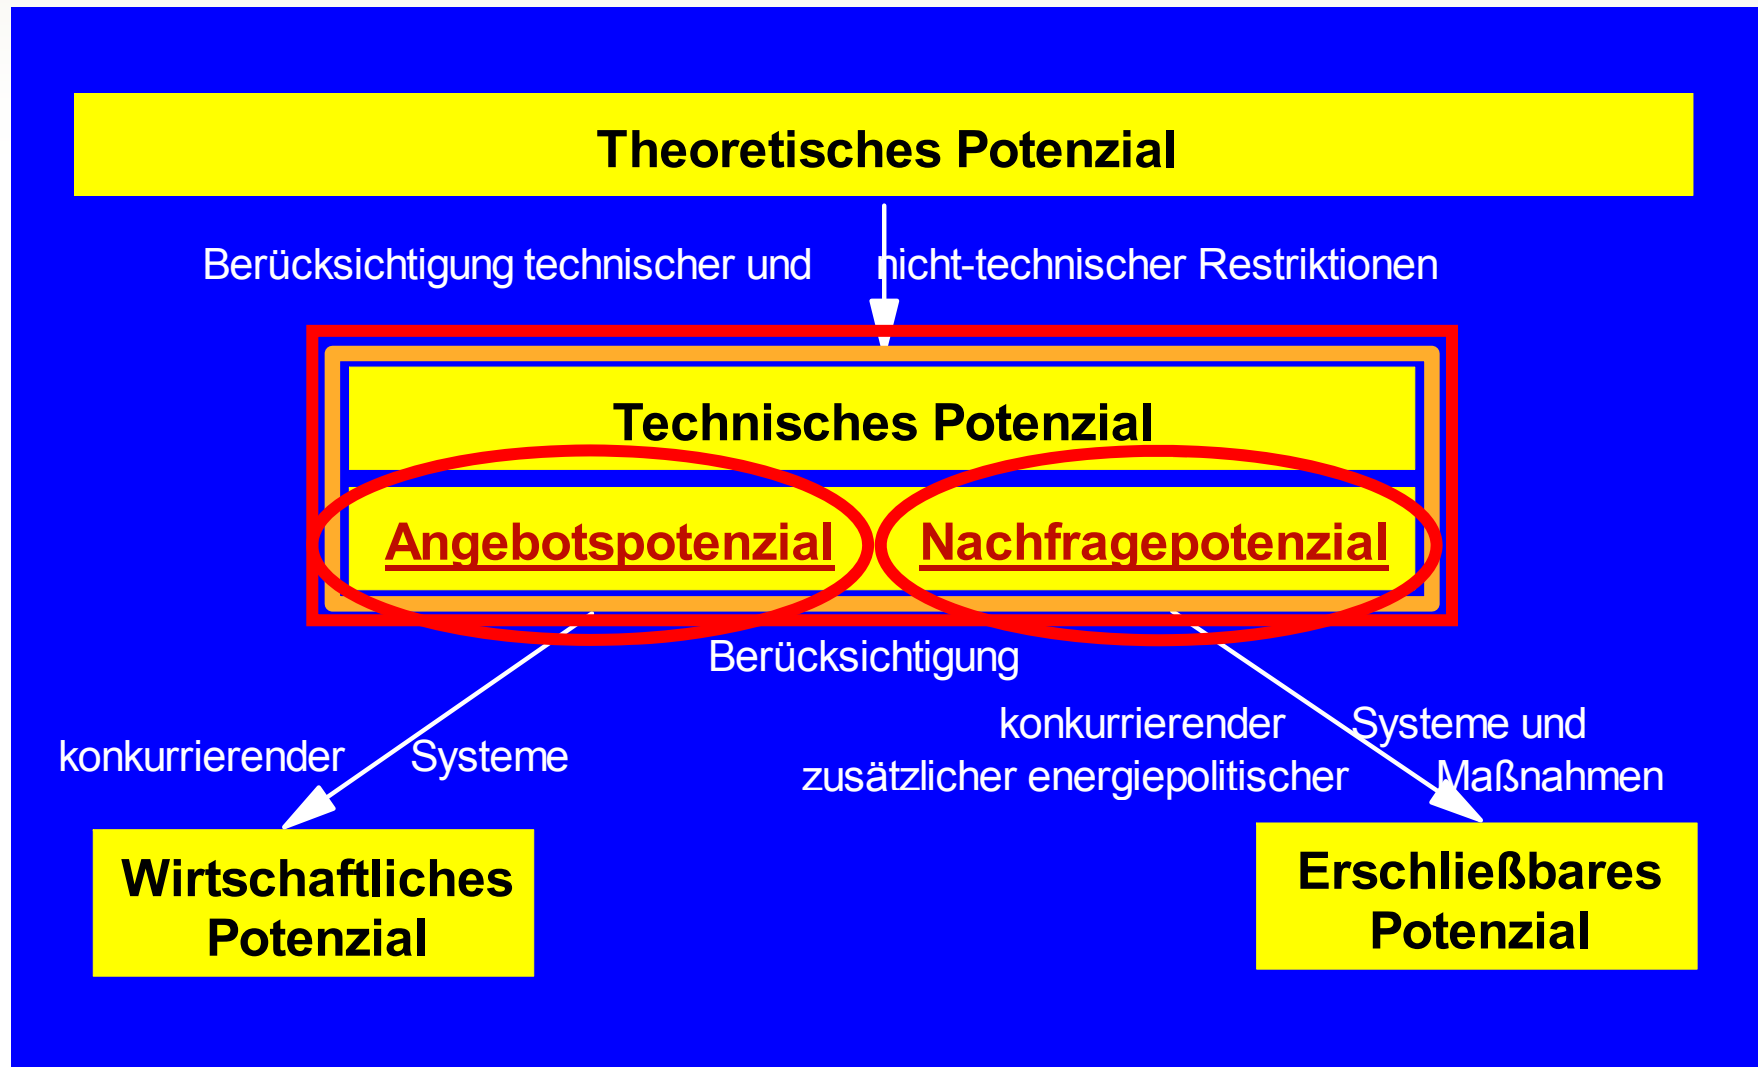 Theoretisches Potenzial
Berücksichtigung technischer und nicht-technischer Restriktionen
Technisches Potenzial
Angebotspotenzial Nachfragepotenzial
Berücksichtigung
konkurrierender Systeme
konkurrierender Systeme und
zusätzlicher energiepolitischer Maßnahmen
Wirtschaftliches
Potenzial
Erschließbares
Potenzial